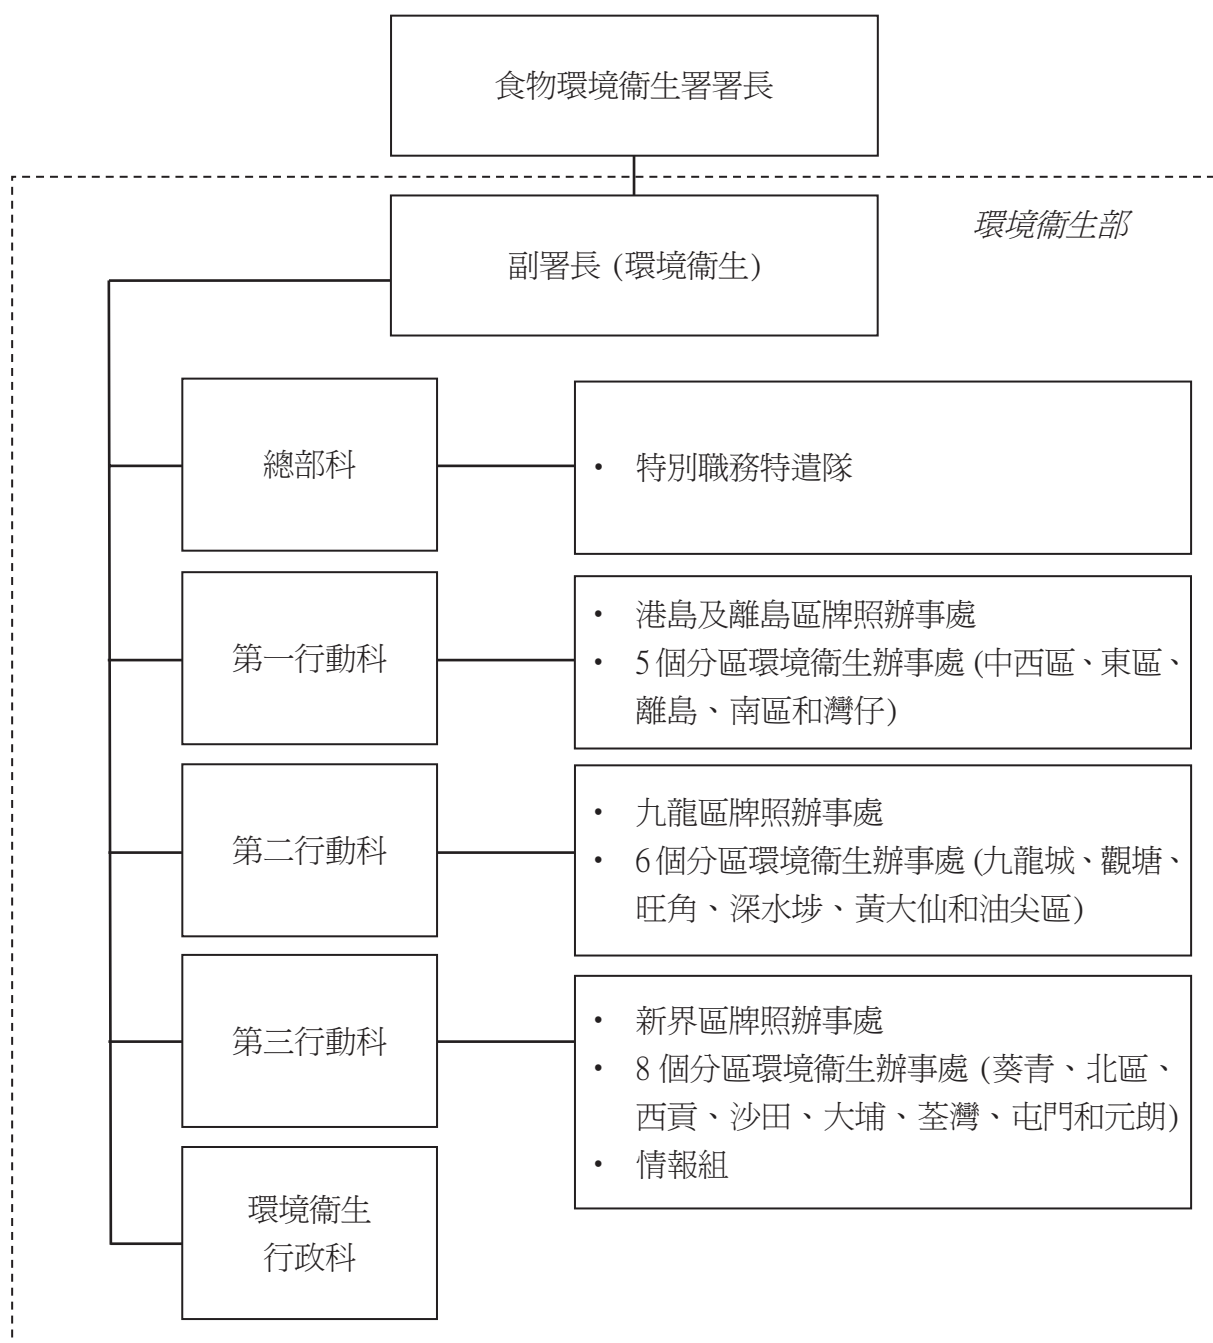 食物環境衞生署署長
環境衞生部
副署長 (環境衞生)
總部科
• 特別職務特遣隊
第一行動科
• 港島及離島區牌照辦事處
• 5個分區環境衞生辦事處 (中西區、東區、
離島、南區和灣仔)
第二行動科
• 九龍區牌照辦事處
• 6個分區環境衞生辦事處 (九龍城、觀塘、
旺角、深水埗、黃大仙和油尖區)
第三行動科
• 新界區牌照辦事處
• 8 個分區環境衞生辦事處 (葵青、北區、
西貢、沙田、大埔、荃灣、屯門和元朗)
• 情報組
環境衞生
行政科